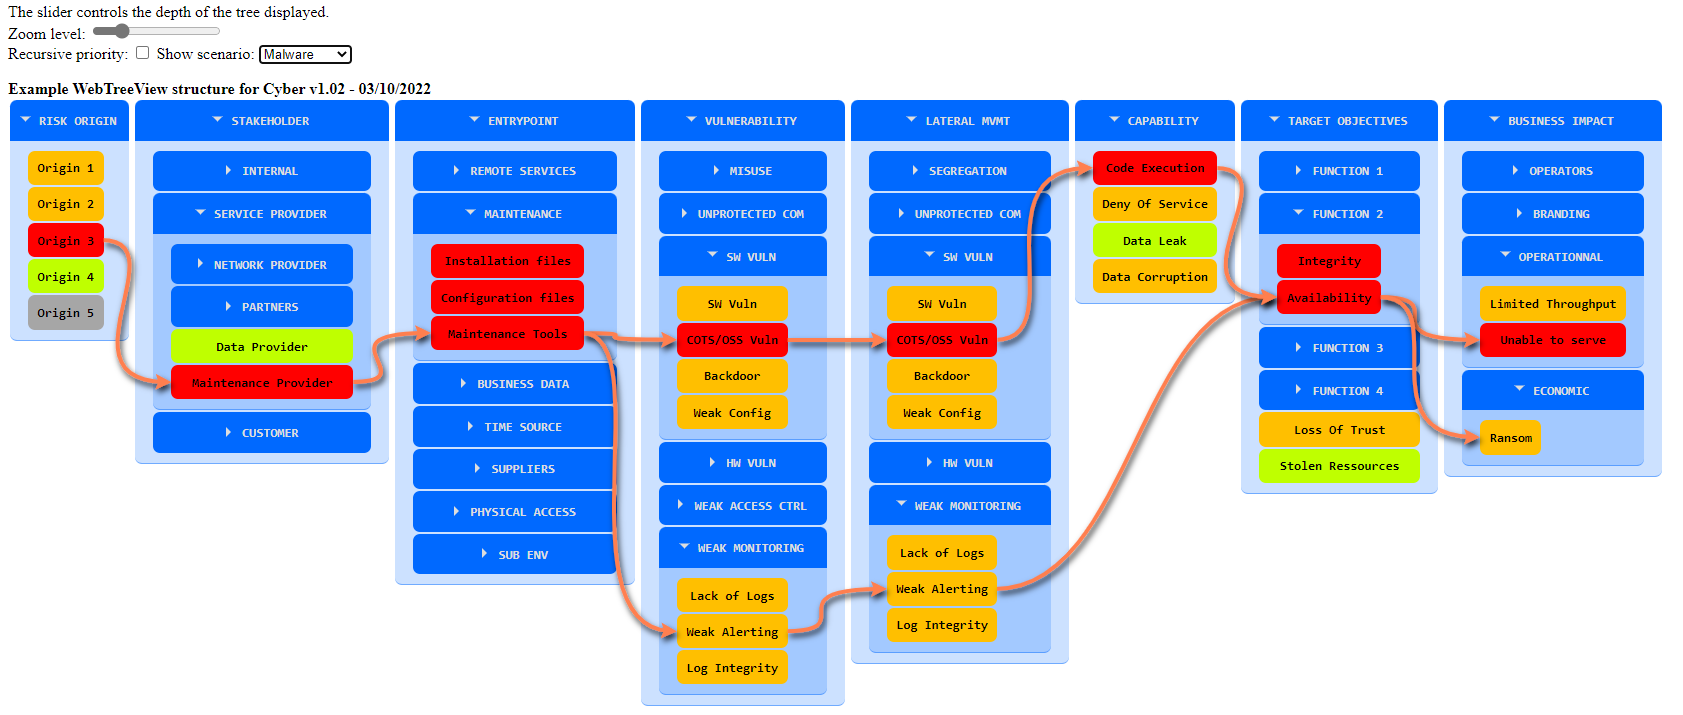 The slider controls the depth of the tree displayed.
Zoom level:
Recursive priority: Show scenario: Malware
Example WebTreeView structure for Cyber v1.02 - 03/10/2022
RISK ORIGIN
Origin 1
Origin 2
Origin 3
Origin 4
Origin 5
STAKEHOLDER
INTERNAL
SERVICE PROVIDER
NETWORK PROVIDER
PARTNERS
Data Provider
Maintenance Provider
CUSTOMER
ENTRYPOINT
REMOTE SERVICES
MAINTENANCE
Installation files
Configuration files
Maintenance Tools
BUSINESS DATA
TIME SOURCE
SUPPLIERS
PHYSICAL ACCESS
SUB ENV
VULNERABILITY
MISUSE
UNPROTECTED COM
SW VULN
SW Vuln
COTS/OSS Vuln
Backdoor
Weak Config
HW VULN
WEAK ACCESS CTRL
WEAK MONITORING
Lack of Logs
Weak Alerting
Log Integrity
LATERAL MVMT
SEGREGATION
UNPROTECTED COM
SW VULN
SW Vuln
COTS/OSS Vuln
Backdoor
Weak Config
HW VULN
WEAK MONITORING
Lack of Logs
Weak Alerting
Log Integrity
CAPABILITY
Code Execution
Deny Of Service
Data Leak
Data Corruption
TARGET OBJECTIVES
FUNCTION 1
FUNCTION 2
Integrity
Availability
FUNCTION 3
FUNCTION 4
Loss Of Trust
Stolen Ressources
BUSINESS IMPACT
OPERATORS
BRANDING
OPERATIONNAL
Limited Throughput
Unable to serve
ECONOMIC
Ransom